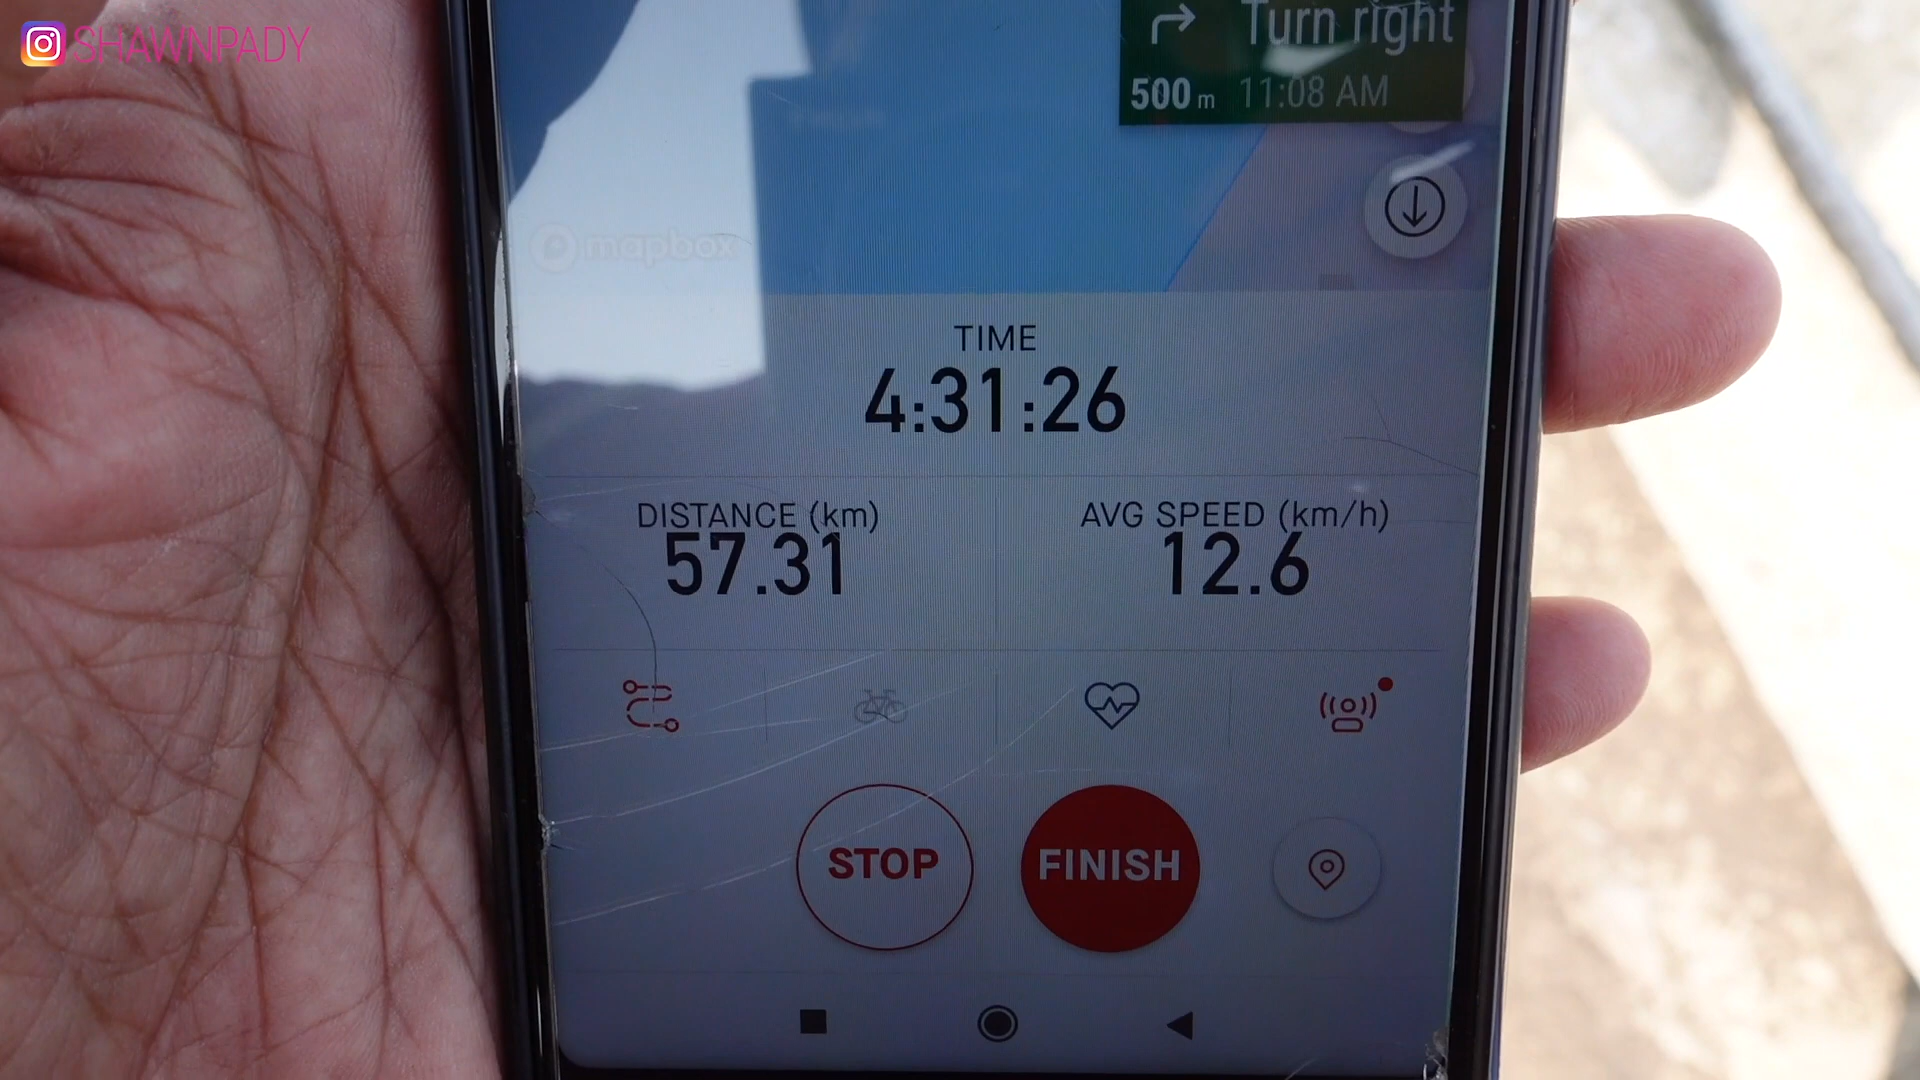 SHAWNPADY
Turn right
500 m 11:08 AM
mapbox
TIME
4:31:26
DISTANCE (km)
57.31
AVG SPEED (km/h)
12.6
STOP
FINISH